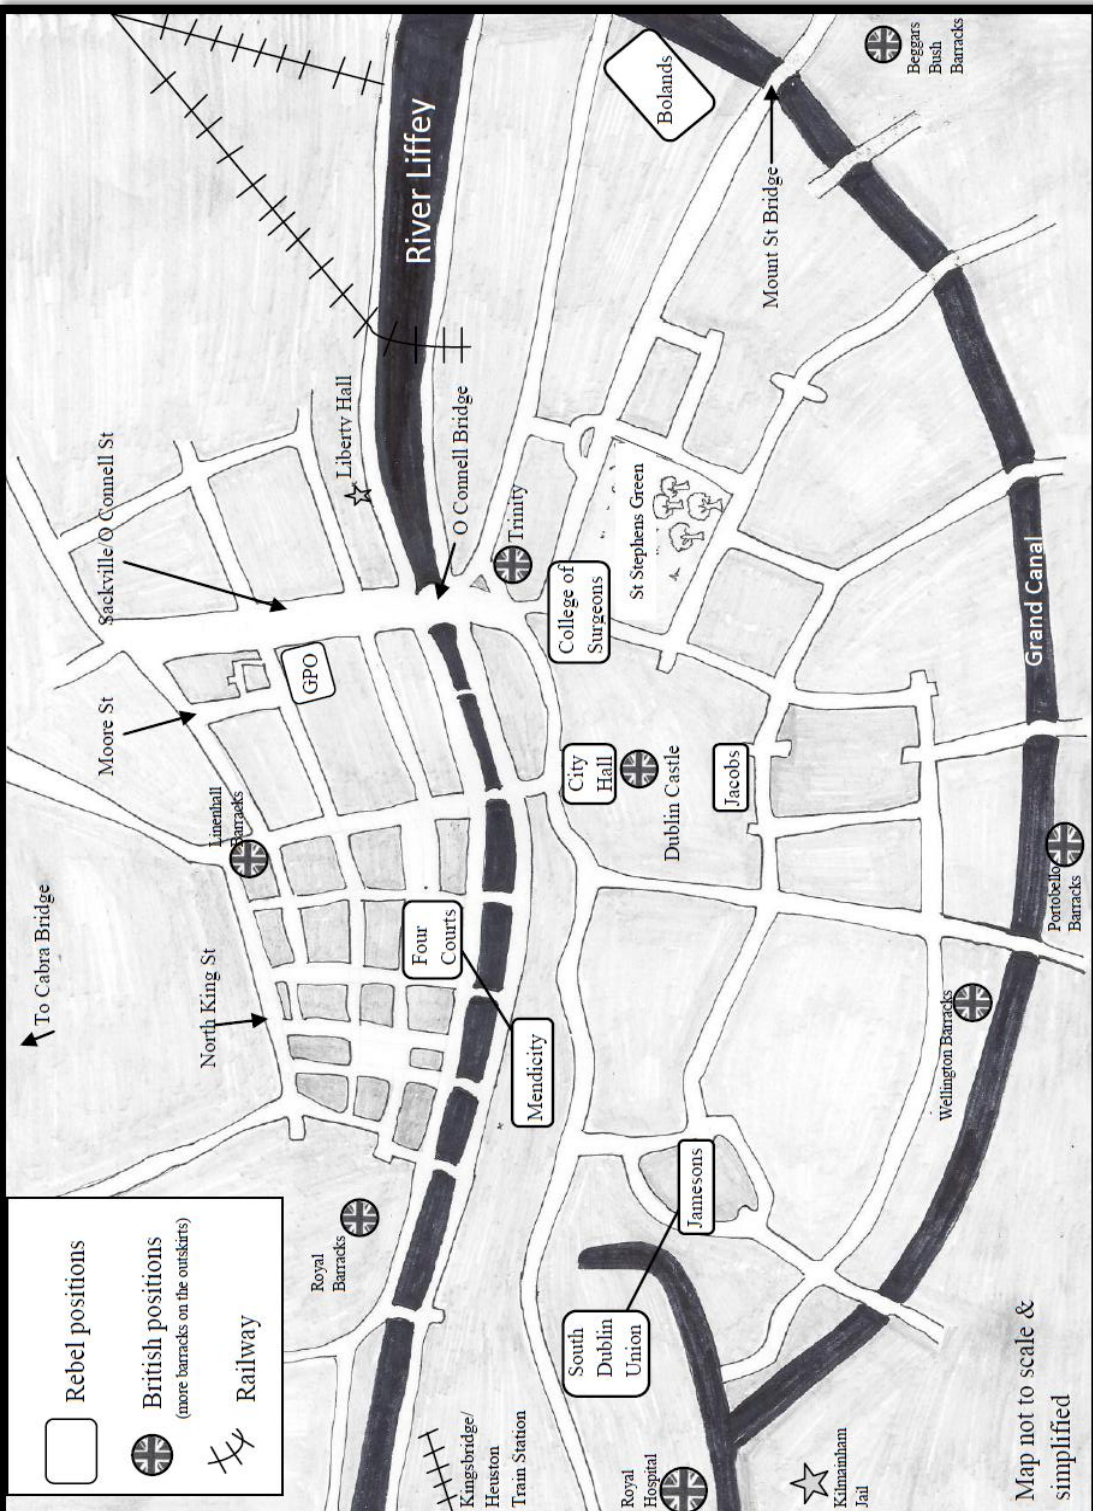 Rebel positions
British positions
(more barracks on the outskirts)
Railway
To Cabra Bridge
Moore St
Sackville/O Connell St
North King St
Linenhall
Barracks
GPO
Liberty Hall
River Liffey
O Connell Bridge
Royal
Barracks
Four
Courts
Mendicity
Trinity
College of
Surgeons
St Stephens Green
City
Hall
Dublin Castle
Jacobs
Bolands
Mount St Bridge
Beggars
Bush
Barracks
Kingsbridge/
Heuston
Train Station
South
Dublin
Union
Jamesons
Royal
Hospital
Kilmainham
Jail
Wellington Barracks
Portobello
Barracks
Grand Canal
Map not to scale &
simplified